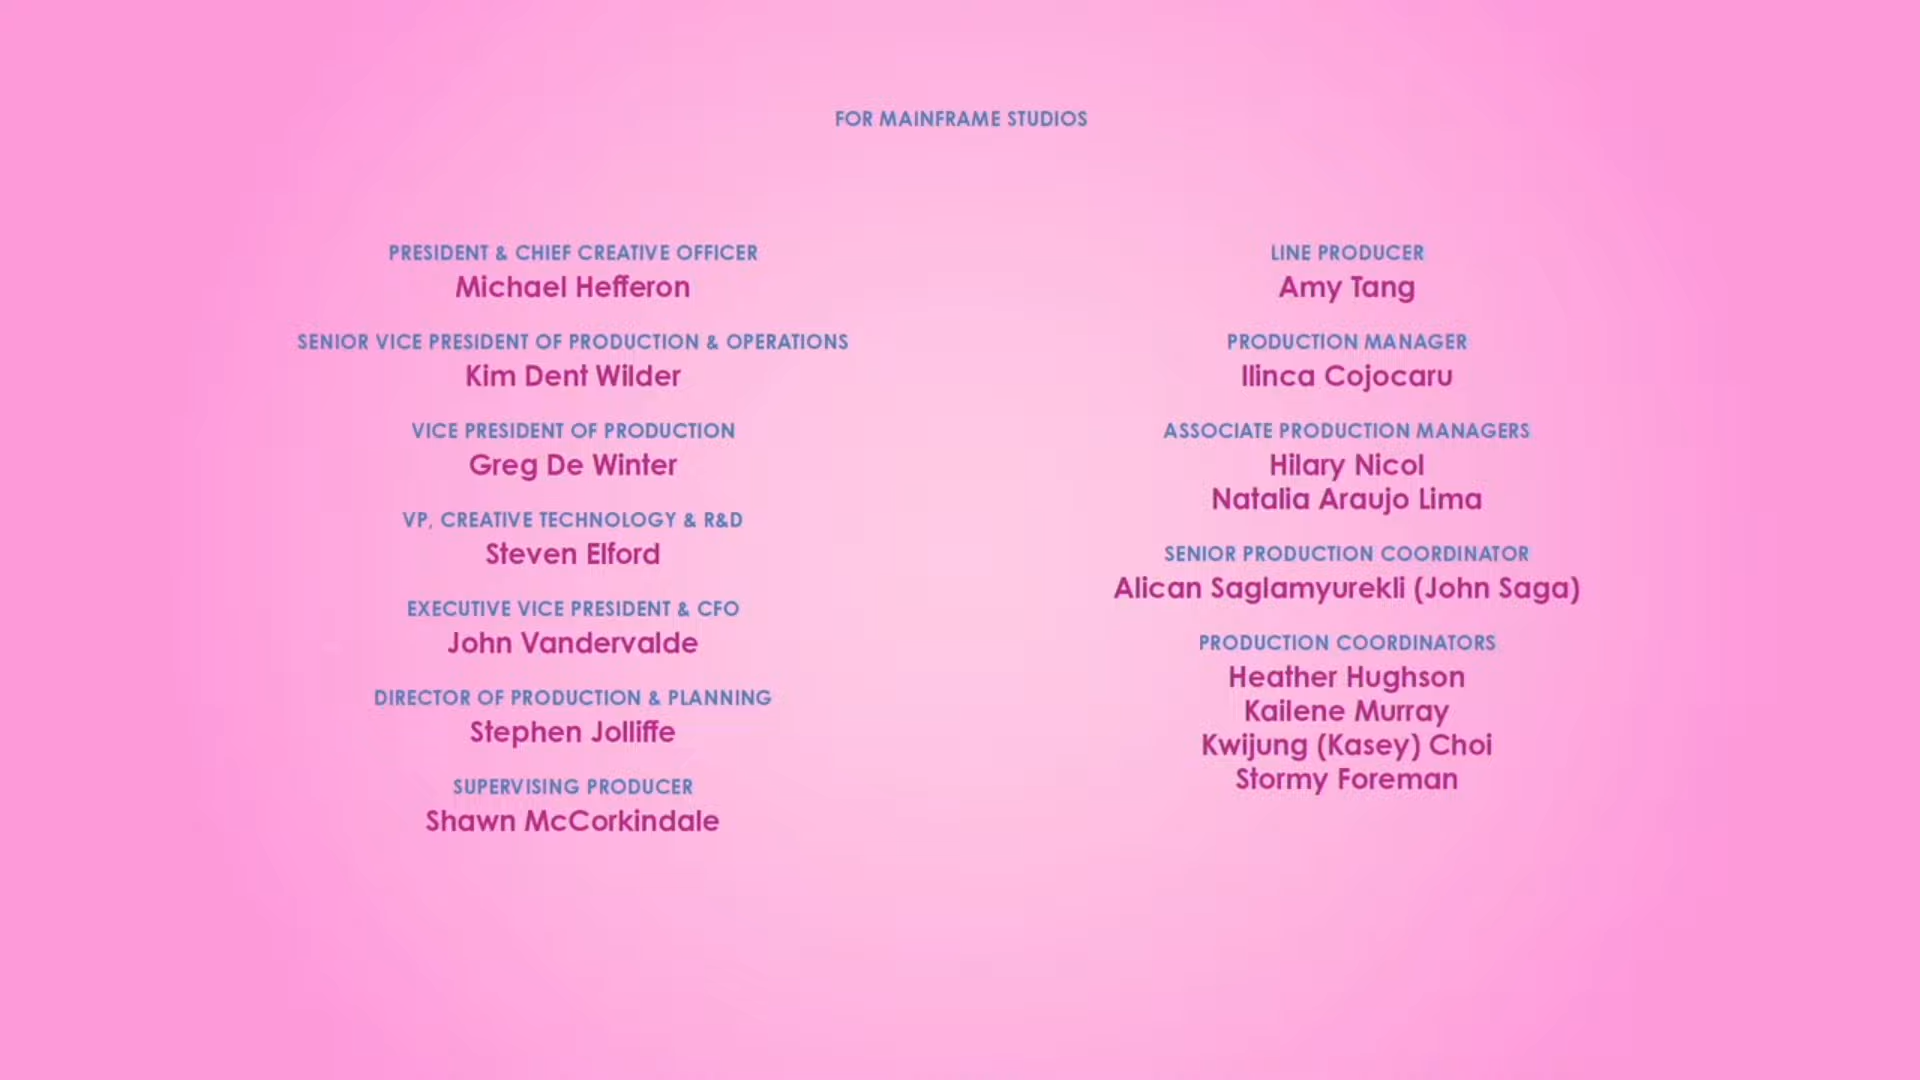 FOR MAINFRAME STUDIOS
PRESIDENT & CHIEF CREATIVE OFFICER
Michael Hefferon
SENIOR VICE PRESIDENT OF PRODUCTION & OPERATIONS
Kim Dent Wilder
VICE PRESIDENT OF PRODUCTION
Greg De Winter
VP, CREATIVE TECHNOLOGY & R&D
Steven Elford
EXECUTIVE VICE PRESIDENT & CFO
John Vandervalde
DIRECTOR OF PRODUCTION & PLANNING
Stephen Jolliffe
SUPERVISING PRODUCER
Shawn McCorkindale
LINE PRODUCER
Amy Tang
PRODUCTION MANAGER
Ilinca Cojocaru
ASSOCIATE PRODUCTION MANAGERS
Hilary Nicol
Natalia Araujo Lima
SENIOR PRODUCTION COORDINATOR
Alican Saglamyurekli (John Saga)
PRODUCTION COORDINATORS
Heather Hughson
Kailene Murray
Kwijung (Kasey) Choi
Stormy Foreman